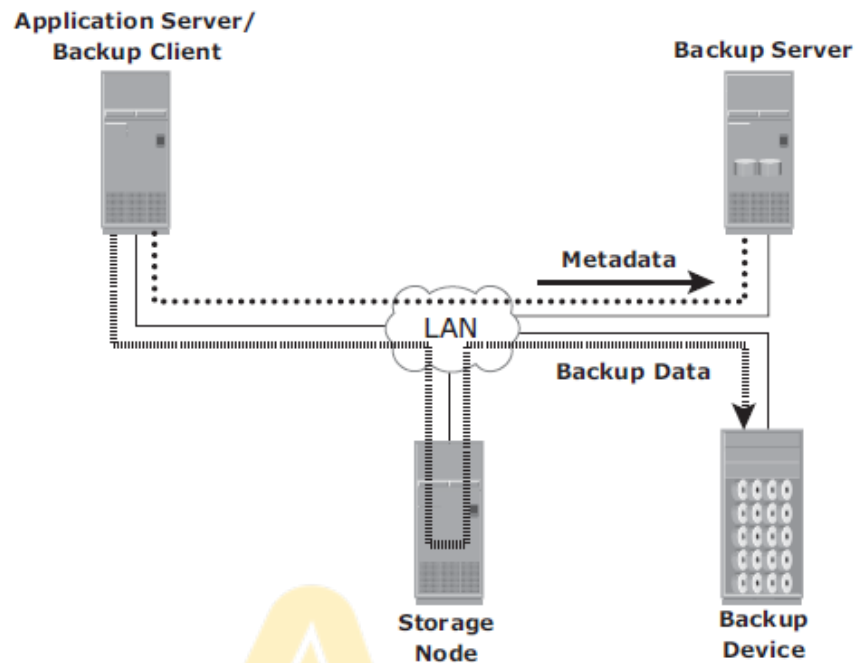 Application Server/
Backup Client
Backup Server
Metadata
LAN
Backup Data
Storage
Node
Backup
Device